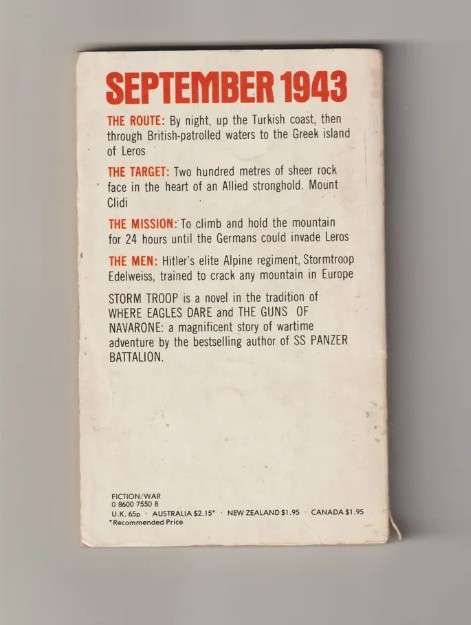 SEPTEMBER 1943
THE ROUTE: By night, up the Turkish coast, then
through British-patrolled waters to the Greek island
of Leros
THE TARGET: Two hundred metres of sheer rock
face in the heart of an Allied stronghold. Mount
Clidi
THE MISSION: To climb and hold the mountain
for 24 hours until the Germans could invade Leros
THE MEN: Hitler's elite Alpine regiment, Stormtroop
Edelweiss, trained to crack any mountain in Europe
STORM TROOP is a novel in the tradition of
WHERE EAGLES DARE and THE GUNS OF
NAVARONE: a magnificent story of wartime
adventure by the bestselling author of SS PANZER
BATTALION.
FICTION/WAR
0 8600 7550 8
U.K. 65p · AUSTRALIA $2.15* · NEW ZEALAND $1.95 · CANADA $1.95
*Recommended Price